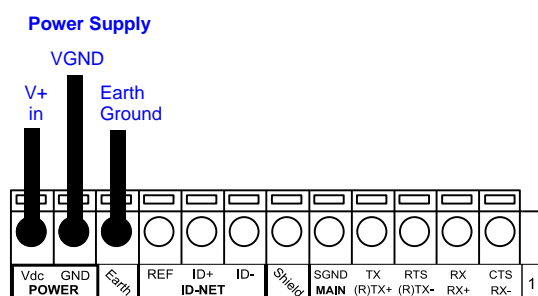 Power Supply
VGND
V+
in
Earth
Ground
Vdc GND Earth REF ID+ ID- Shield SGND TX RTS RX CTS
POWER ID-NET MAIN (R)TX+ (R)TX- RX+ RX- 1